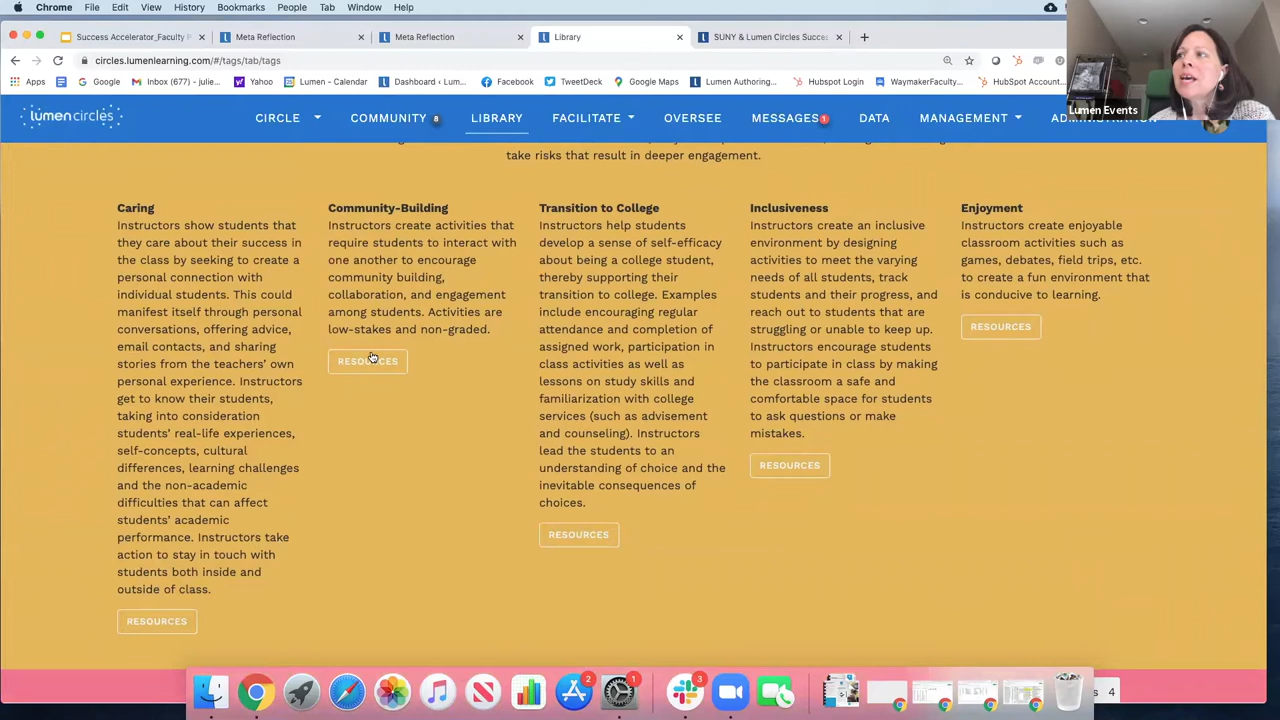 Chrome File Edit View History Bookmarks People Tab Window Help
Success Accelerator_Faculty P
Meta Reflection
Meta Reflection
Library
SUNY & Lumen Circles Succes
circles.lumenlearning.com/#/tags/tab/tags
Apps Google Inbox (677) - julie... Yahoo Lumen - Calendar Dashboard ‹ Lum... Facebook TweetDeck Google Maps Lumen Authoring... Hubspot Login WaymakerFaculty... HubSpot Account...
Lumen Events
lumencircles CIRCLE COMMUNITY 8 LIBRARY FACILITATE OVERSEE MESSAGES 1 DATA MANAGEMENT
take risks that result in deeper engagement.
Caring
Instructors show students that
they care about their success in
the class by seeking to create a
personal connection with
individual students. This could
manifest itself through personal
conversations, offering advice,
email contacts, and sharing
stories from the teachers' own
personal experience. Instructors
get to know their students,
taking into consideration
students' real-life experiences,
self-concepts, cultural
differences, learning challenges
and the non-academic
difficulties that can affect
students' academic
performance. Instructors take
action to stay in touch with
students both inside and
outside of class.
RESOURCES
Community-Building
Instructors create activities that
require students to interact with
one another to encourage
community building,
collaboration, and engagement
among students. Activities are
low-stakes and non-graded.
RESOURCES
Transition to College
Instructors help students
develop a sense of self-efficacy
about being a college student,
thereby supporting their
transition to college. Examples
include encouraging regular
attendance and completion of
assigned work, participation in
class activities as well as
lessons on study skills and
familiarization with college
services (such as advisement
and counseling). Instructors
lead the students to an
understanding of choice and the
inevitable consequences of
choices.
RESOURCES
Inclusiveness
Instructors create an inclusive
environment by designing
activities to meet the varying
needs of all students, track
students and their progress, and
reach out to students that are
struggling or unable to keep up.
Instructors encourage students
to participate in class by making
the classroom a safe and
comfortable space for students
to ask questions or make
mistakes.
RESOURCES
Enjoyment
Instructors create enjoyable
classroom activities such as
games, debates, field trips, etc.
to create a fun environment that
is conducive to learning.
RESOURCES
2 1 3
4